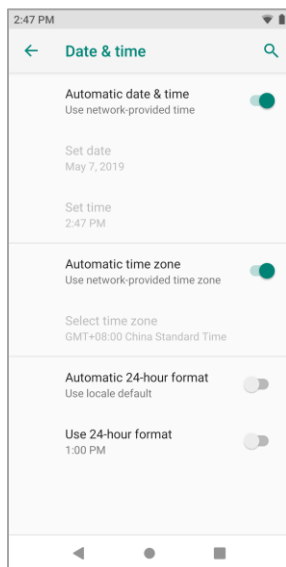 2:47 PM
Date & time
Automatic date & time
Use network-provided time
Set date
May 7, 2019
Set time
2:47 PM
Automatic time zone
Use network-provided time zone
Select time zone
GMT+08:00 China Standard Time
Automatic 24-hour format
Use locale default
Use 24-hour format
1:00 PM